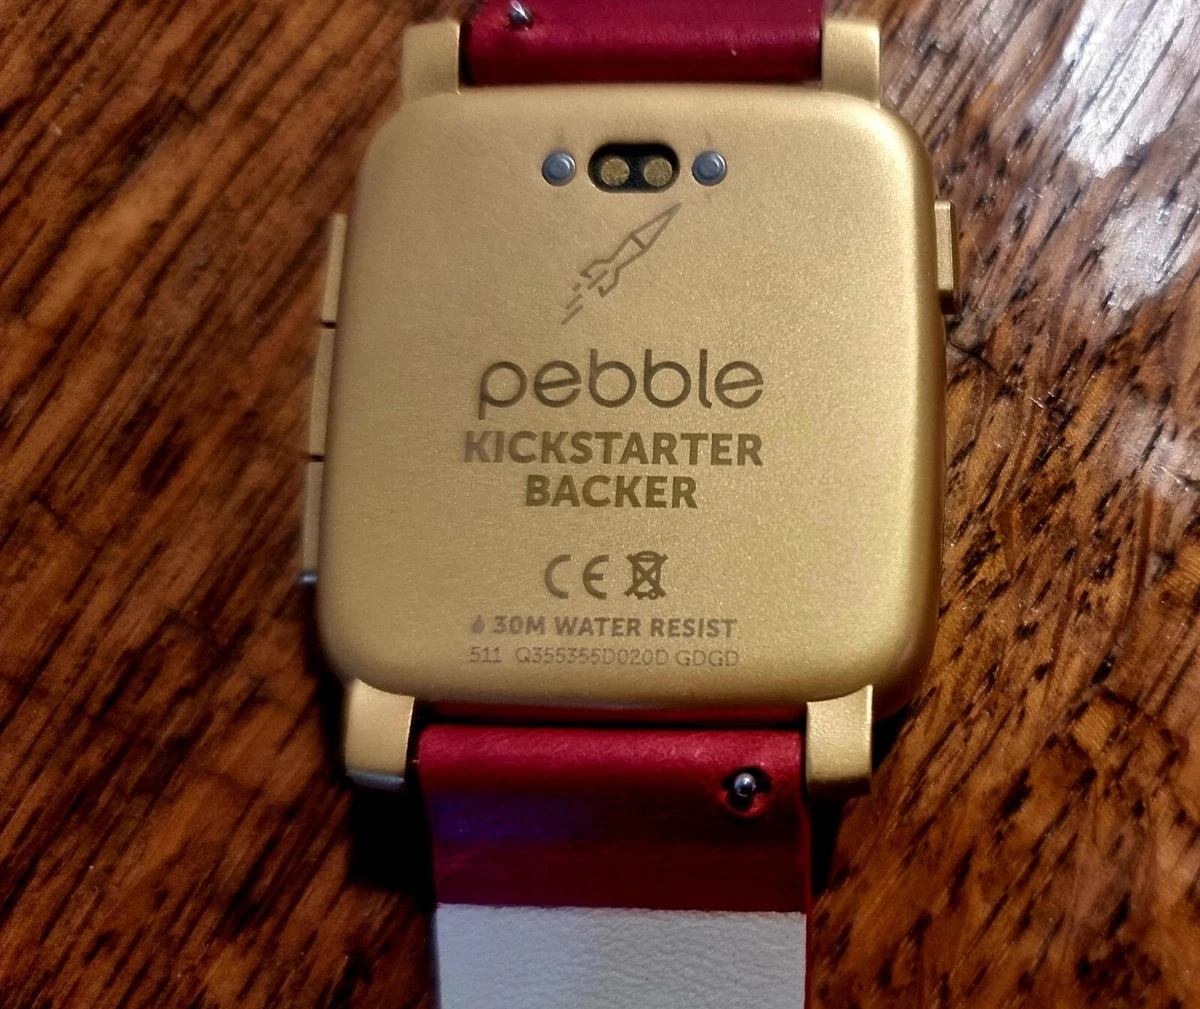 pebble
KICKSTARTER
BACKER
CE
30M WATER RESIST
511 Q355355D020D GDGD